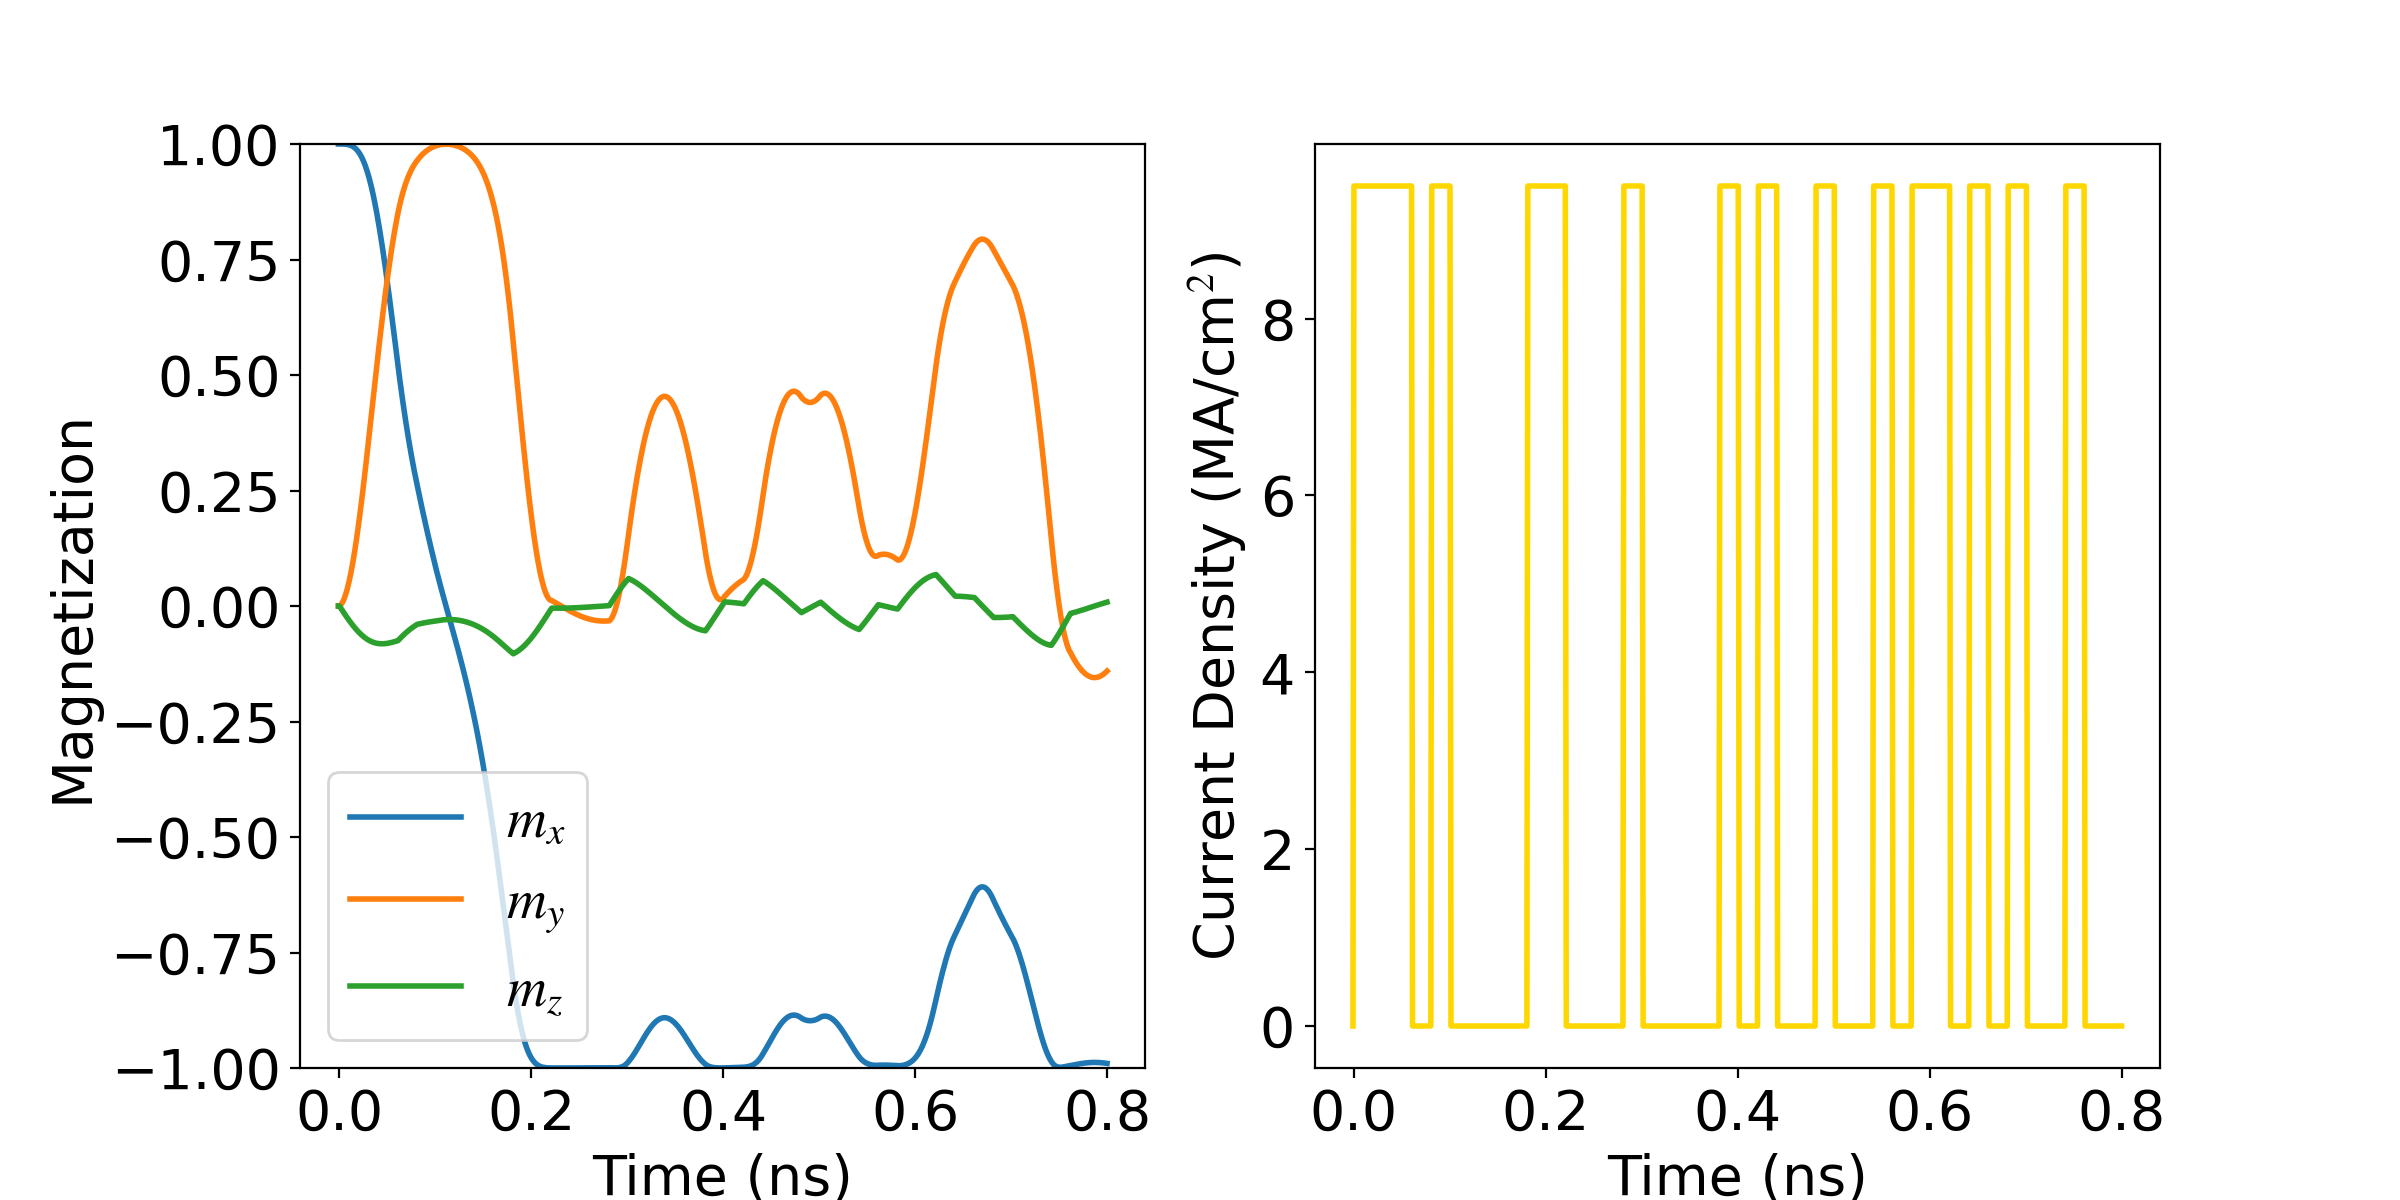 Magnetization
1.00
0.75
0.50
0.25
0.00
−0.25
−0.50
−0.75
−1.00
m_x
m_y
m_z
0.0 0.2 0.4 0.6 0.8
Time (ns)
Current Density (MA/cm²)
8
6
4
2
0
0.0 0.2 0.4 0.6 0.8
Time (ns)